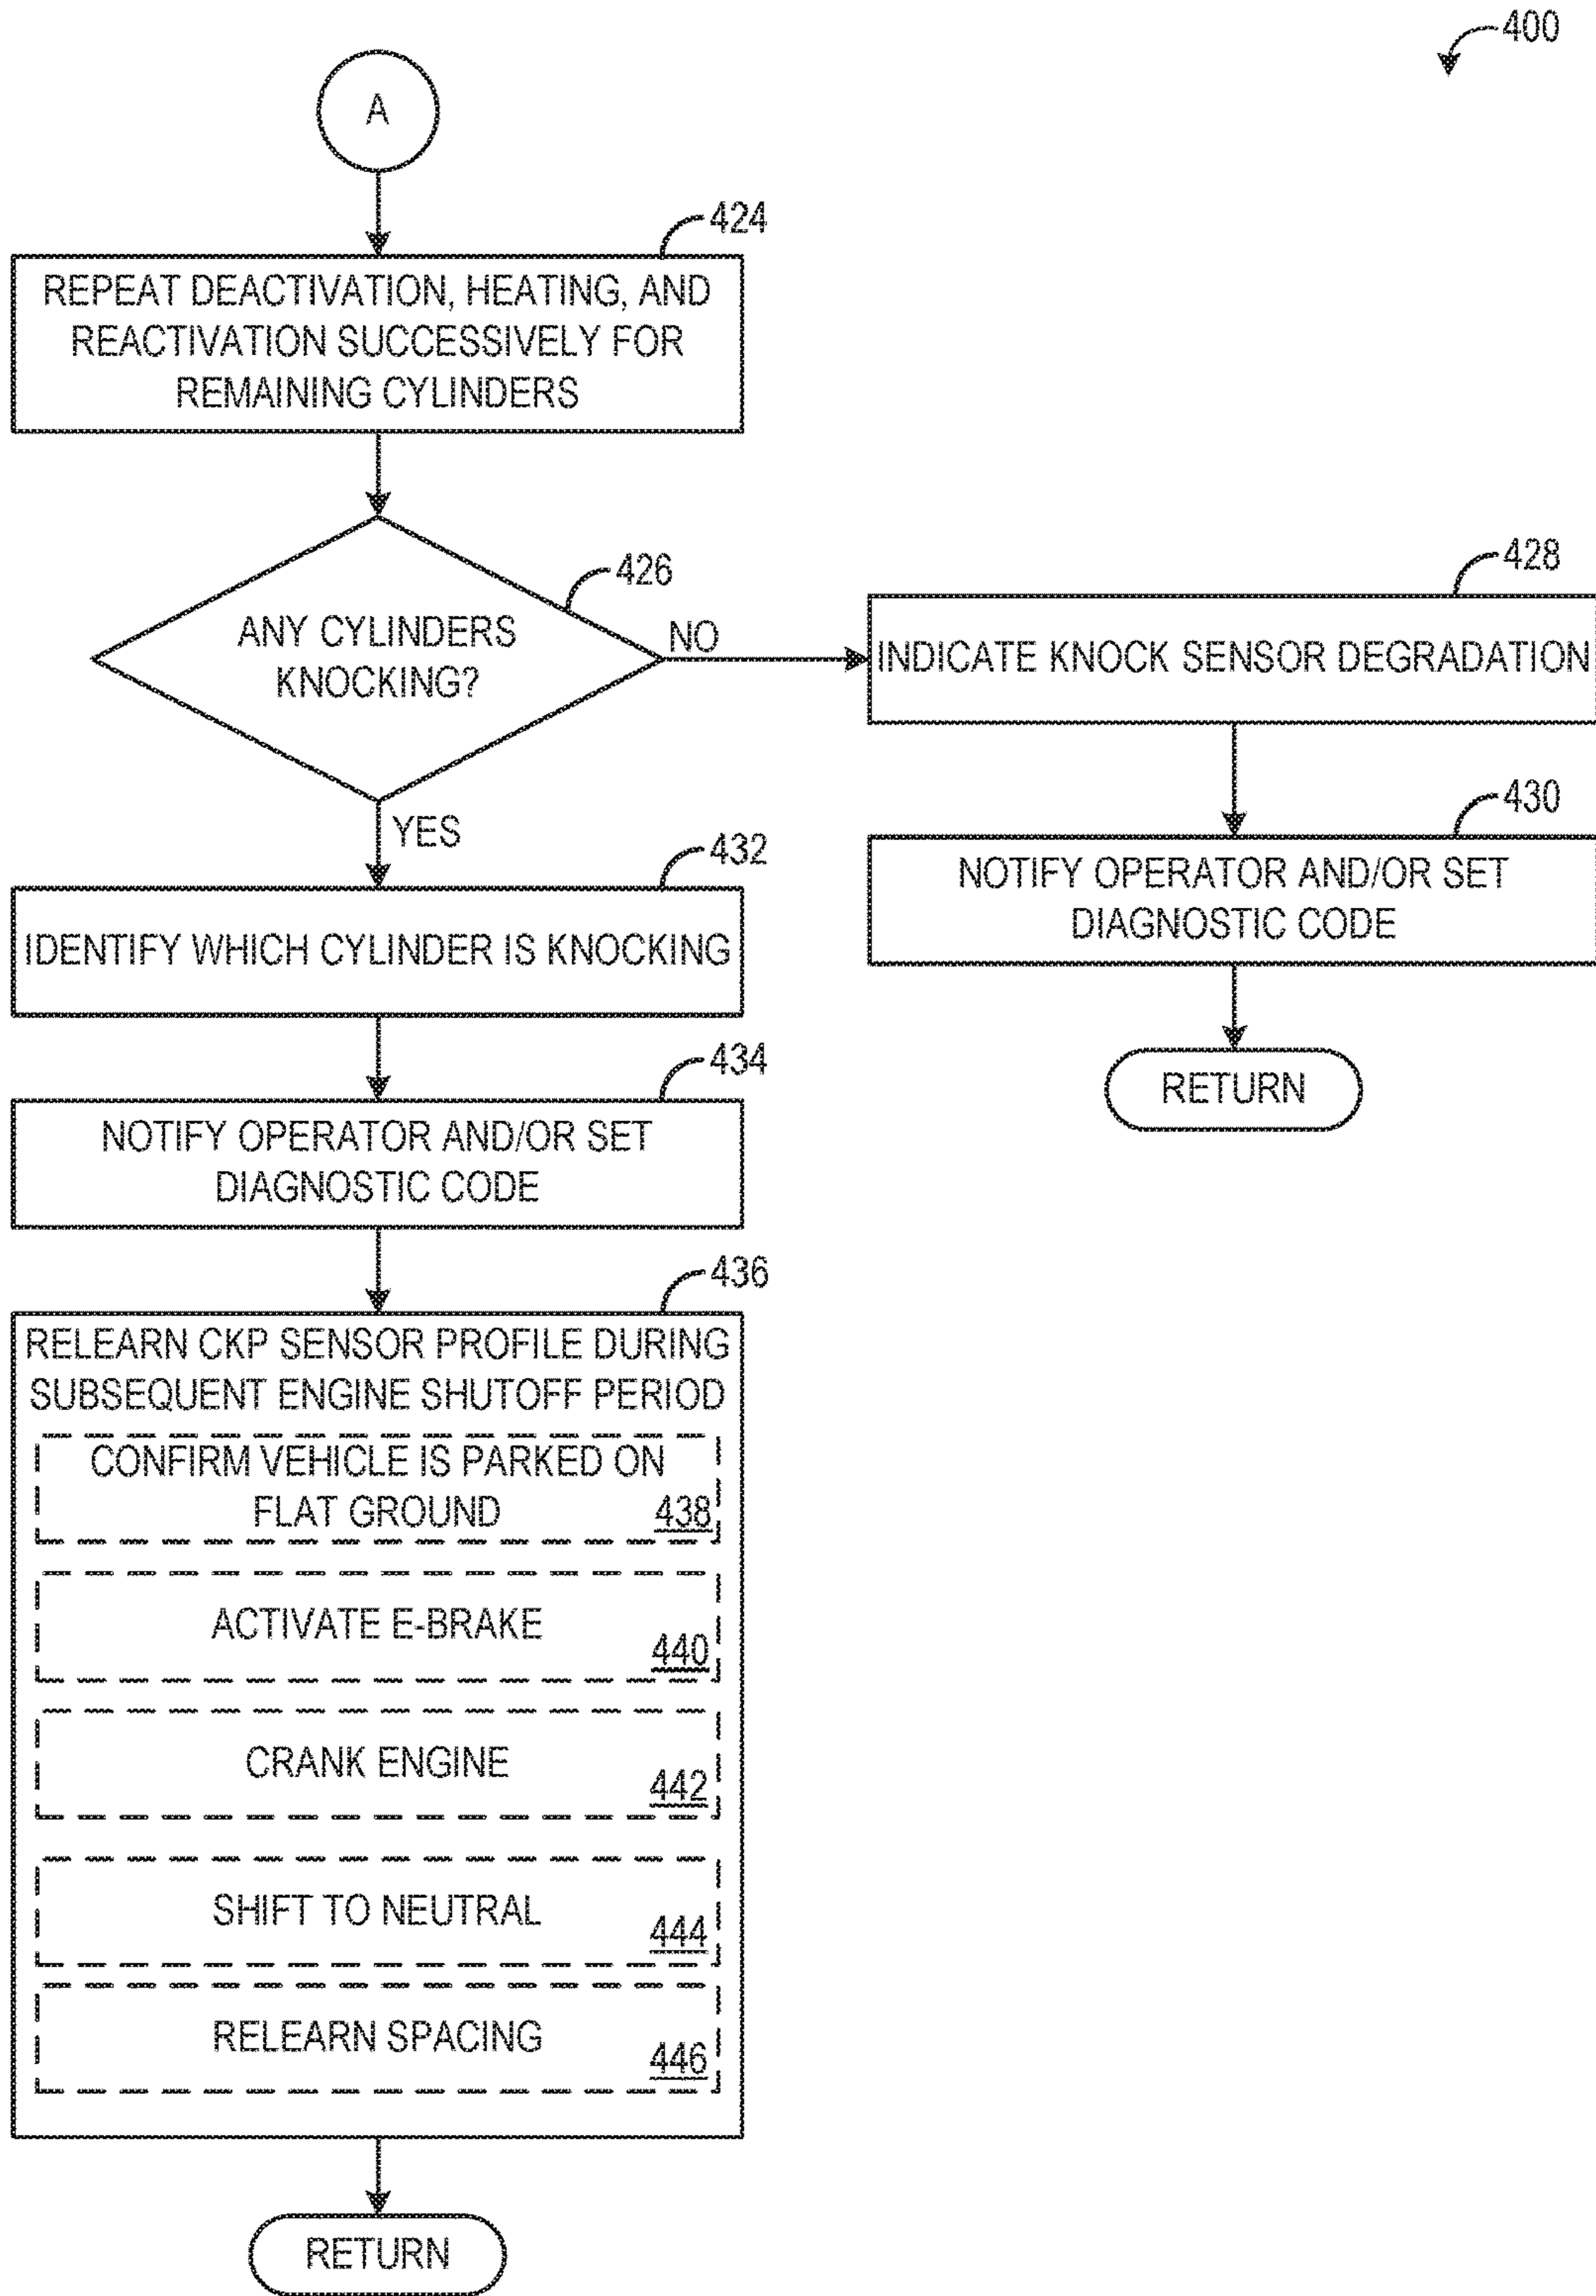 400
A
424
REPEAT DEACTIVATION, HEATING, AND
REACTIVATION SUCCESSIVELY FOR
REMAINING CYLINDERS
426
ANY CYLINDERS
KNOCKING?
NO
428
INDICATE KNOCK SENSOR DEGRADATION
430
NOTIFY OPERATOR AND/OR SET
DIAGNOSTIC CODE
RETURN
YES
432
IDENTIFY WHICH CYLINDER IS KNOCKING
434
NOTIFY OPERATOR AND/OR SET
DIAGNOSTIC CODE
436
RELEARN CKP SENSOR PROFILE DURING
SUBSEQUENT ENGINE SHUTOFF PERIOD
CONFIRM VEHICLE IS PARKED ON
FLAT GROUND
438
ACTIVATE E-BRAKE
440
CRANK ENGINE
442
SHIFT TO NEUTRAL
444
RELEARN SPACING
446
RETURN